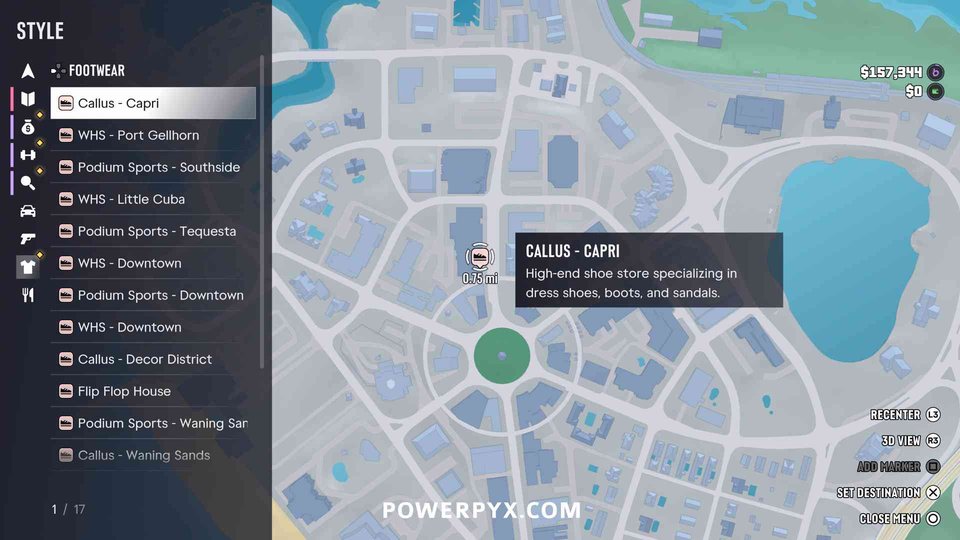 STYLE
FOOTWEAR
Callus - Capri
WHS - Port Gellhorn
Podium Sports - Southside
WHS - Little Cuba
Podium Sports - Tequesta
WHS - Downtown
Podium Sports - Downtown
WHS - Downtown
Callus - Decor District
Flip Flop House
Podium Sports - Waning Sar
Callus - Waning Sands
1 / 17
$157,344
$0
0.75 mi
CALLUS - CAPRI
High-end shoe store specializing in
dress shoes, boots, and sandals.
RECENTER L3
3D VIEW R3
ADD MARKER
SET DESTINATION
CLOSE MENU
POWERPYX.COM